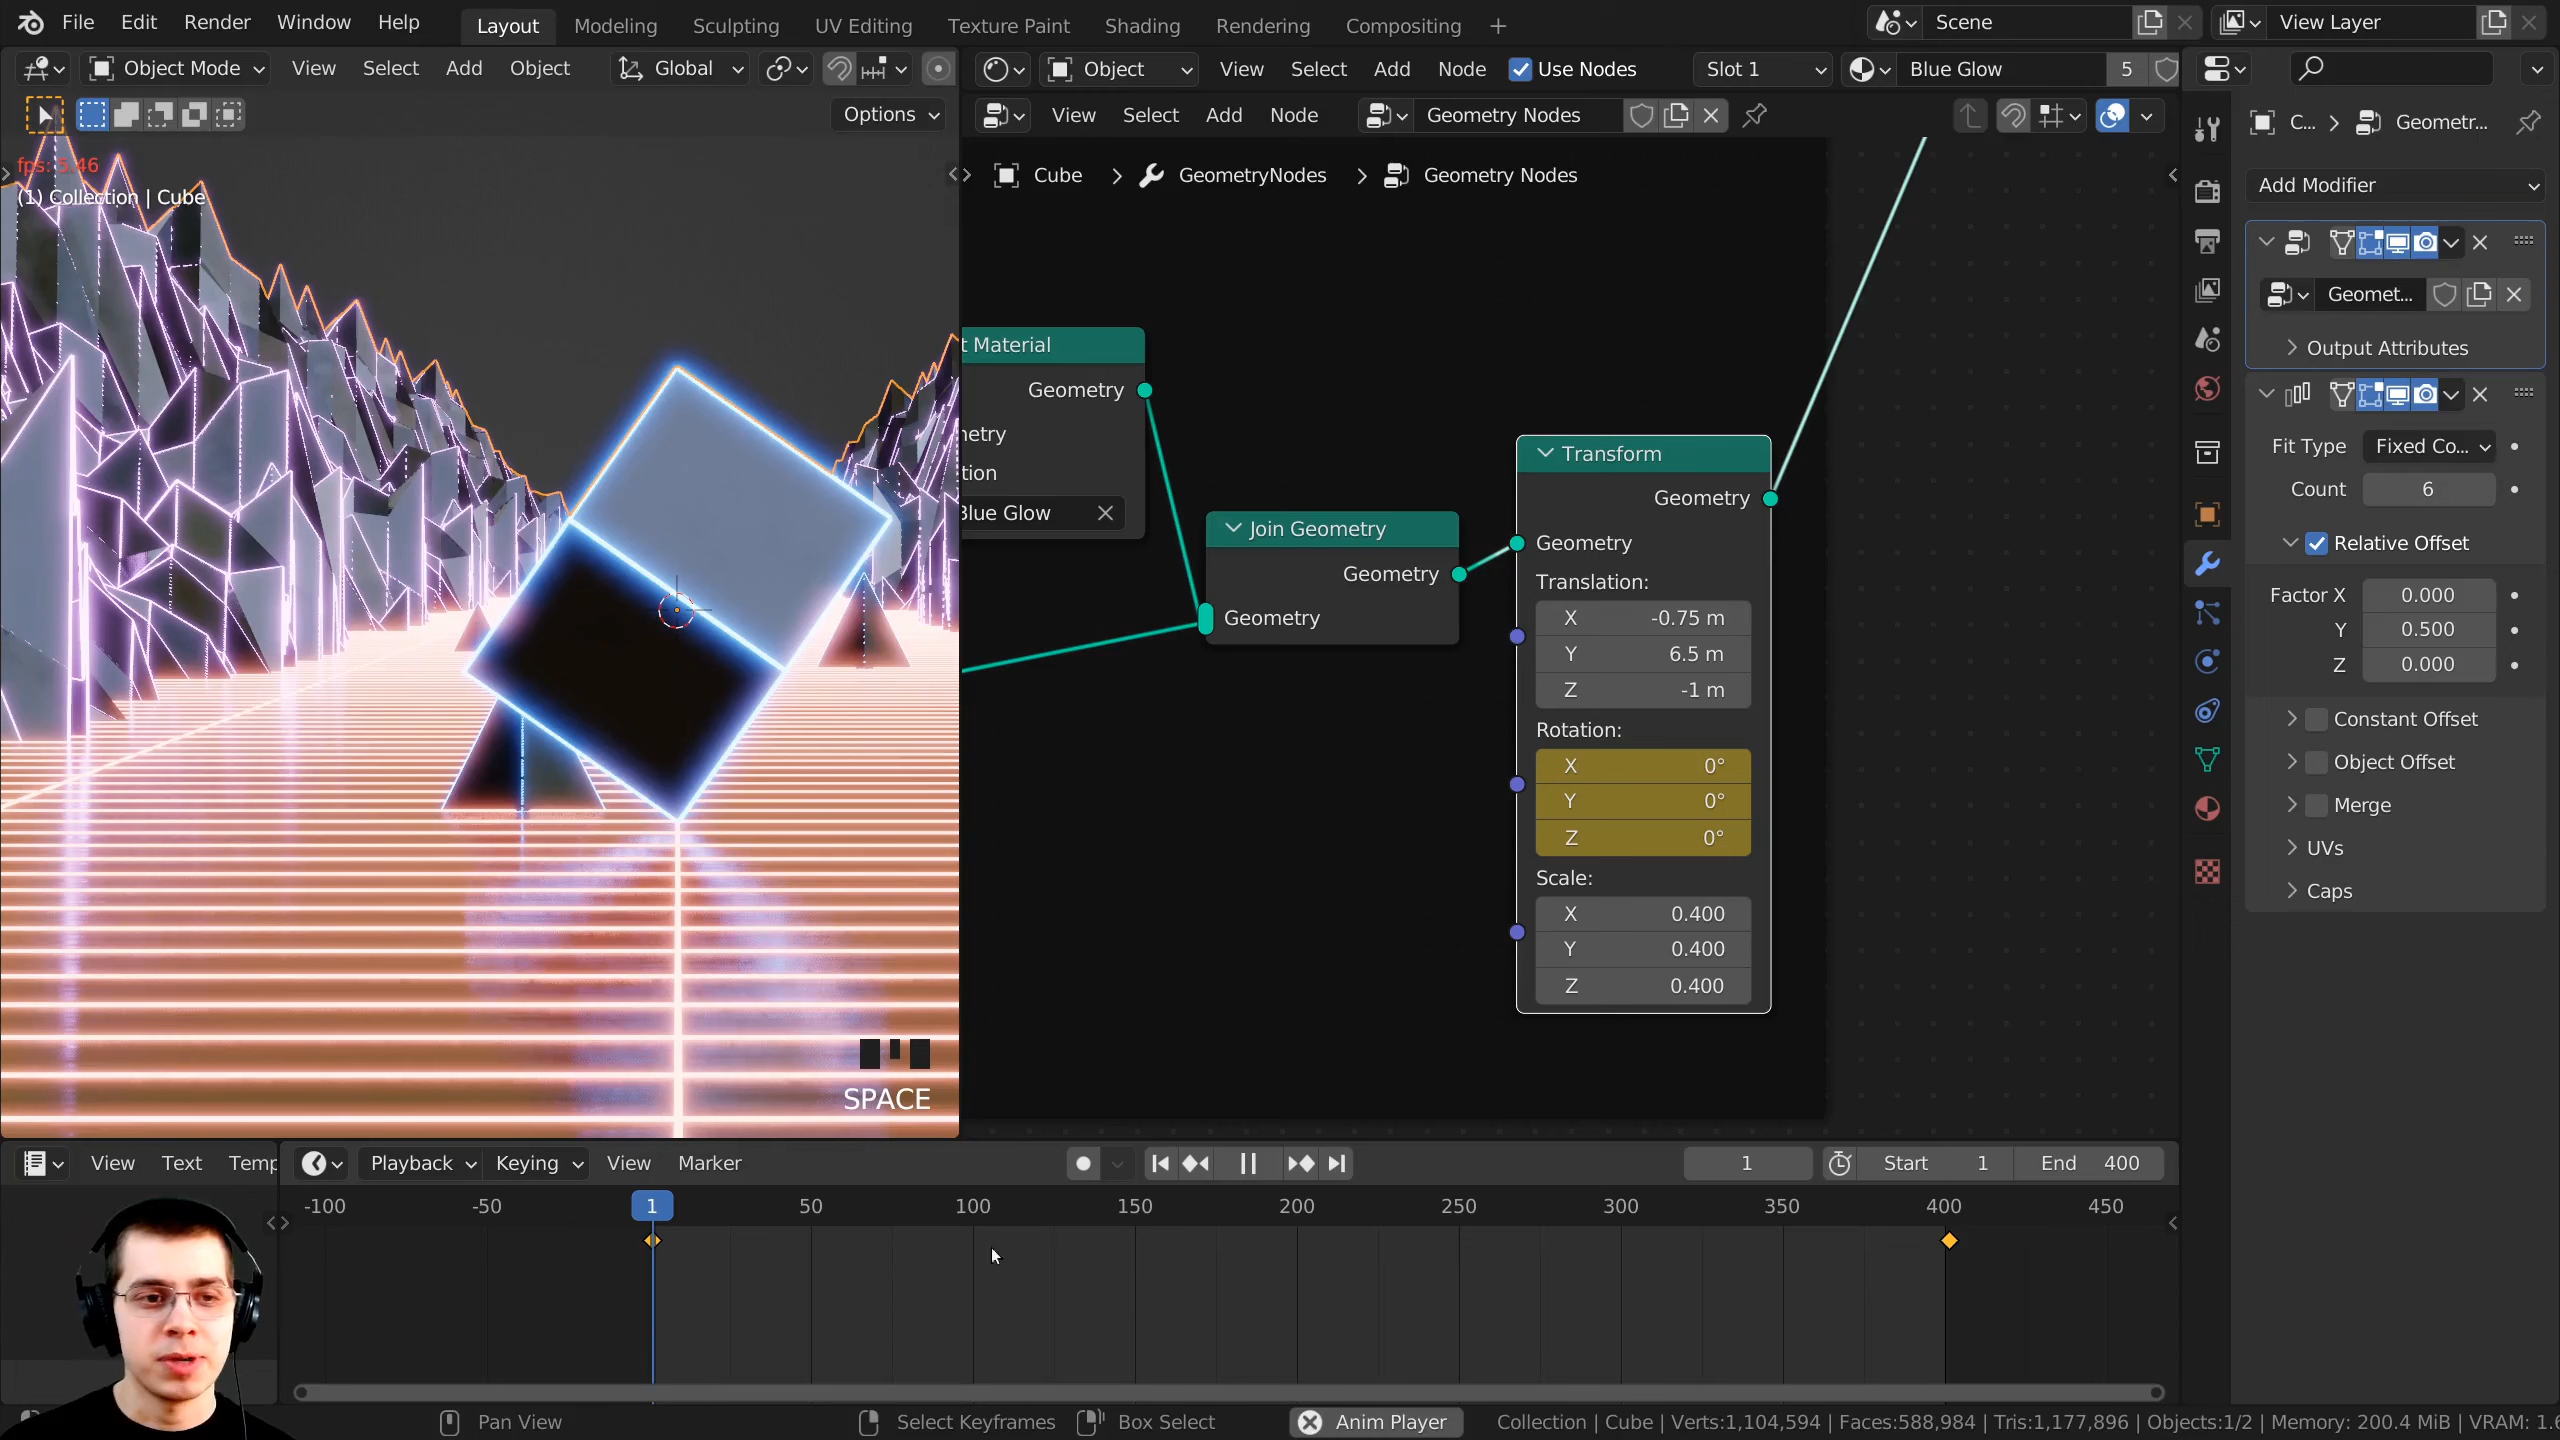 File Edit Render Window Help Layout Modeling Sculpting UV Editing Texture Paint Shading Rendering Compositing + Scene View Layer
Object Mode View Select Add Object Global Object View Select Add Node Use Nodes Slot 1 Blue Glow 5
Options View Select Add Node Geometry Nodes
C... Geometr...
fps: 5.46
(1) Collection | Cube
Cube GeometryNodes Geometry Nodes
Add Modifier
Geomet...
Output Attributes
t Material
Geometry
netry
tion
Blue Glow
Join Geometry
Geometry
Geometry
Transform
Geometry
Geometry
Translation:
X -0.75 m
Y 6.5 m
Z -1 m
Rotation:
X 0°
Y 0°
Z 0°
Scale:
X 0.400
Y 0.400
Z 0.400
Fit Type Fixed Co...
Count 6
Relative Offset
Factor X 0.000
Y 0.500
Z 0.000
Constant Offset
Object Offset
Merge
UVs
Caps
SPACE
View Text Temp Playback Keying View Marker 1 Start 1 End 400
-100 -50 1 50 100 150 200 250 300 350 400 450
Pan View Select Keyframes Box Select Anim Player Collection | Cube | Verts:1,104,594 | Faces:588,984 | Tris:1,177,896 | Objects:1/2 | Memory: 200.4 MiB | VRAM: 1.6